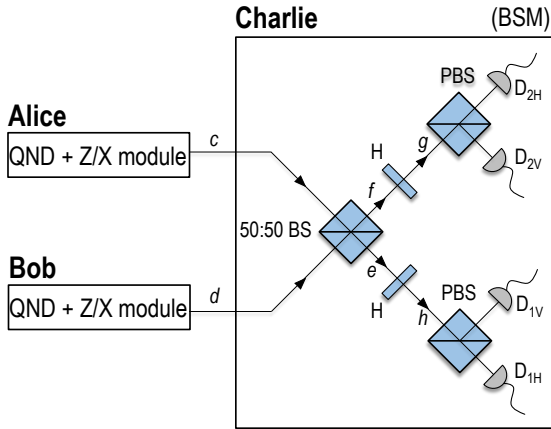 Charlie
(BSM)
PBS
D2H
Alice
QND + Z/X module
c
g
H
D2V
f
50:50 BS
Bob
e
PBS
QND + Z/X module
d
H
h
D1V
D1H